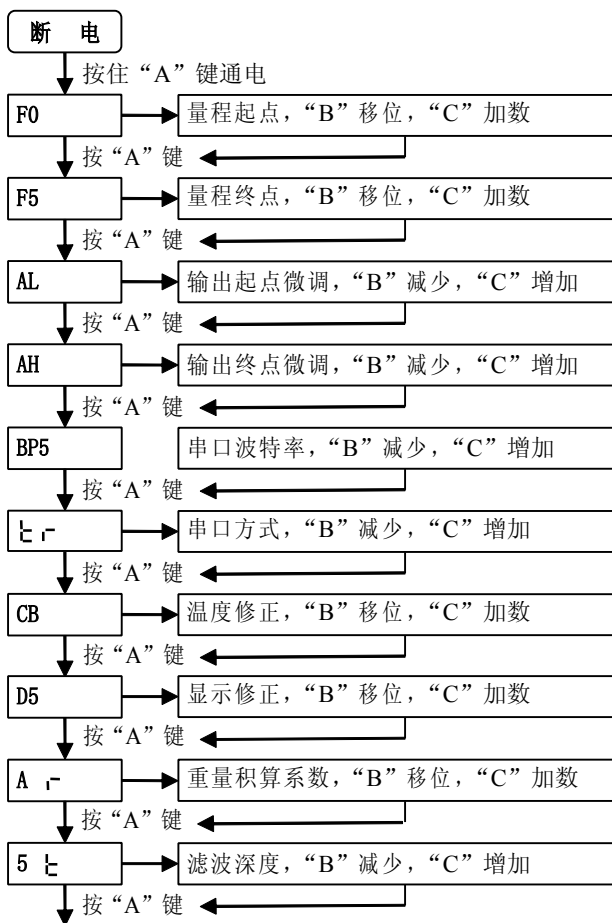 断 电
按住“A”键通电
F0 量程起点，“B”移位，“C”加数
按“A”键
F5 量程终点，“B”移位，“C”加数
按“A”键
AL 输出起点微调，“B”减少，“C”增加
按“A”键
AH 输出终点微调，“B”减少，“C”增加
按“A”键
BP5 串口波特率，“B”减少，“C”增加
按“A”键
tr 串口方式，“B”减少，“C”增加
按“A”键
CB 温度修正，“B”移位，“C”加数
按“A”键
D5 显示修正，“B”移位，“C”加数
按“A”键
A r 重量积算系数，“B”移位，“C”加数
按“A”键
5 t 滤波深度，“B”减少，“C”增加
按“A”键